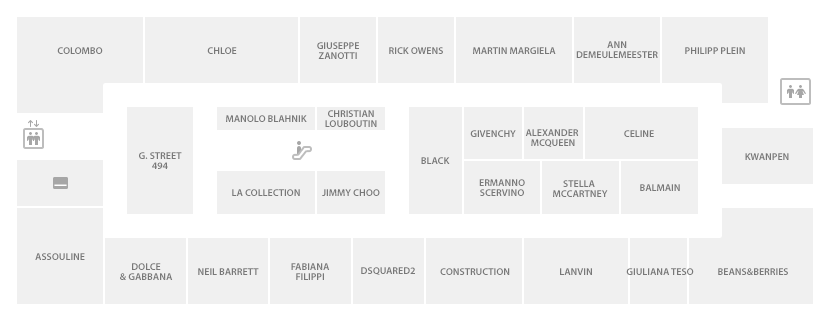 COLOMBO
CHLOE
GIUSEPPE
ZANOTTI
RICK OWENS
MARTIN MARGIELA
ANN
DEMEULEMEESTER
PHILIPP PLEIN
G. STREET
494
MANOLO BLAHNIK
CHRISTIAN
LOUBOUTIN
LA COLLECTION
JIMMY CHOO
BLACK
GIVENCHY
ALEXANDER
MCQUEEN
CELINE
ERMANNO
SCERVINO
STELLA
MCCARTNEY
BALMAIN
KWANPEN
ASSOULINE
DOLCE
& GABBANA
NEIL BARRETT
FABIANA
FILIPPI
DSQUARED2
CONSTRUCTION
LANVIN
GIULIANA TESO
BEANS&BERRIES